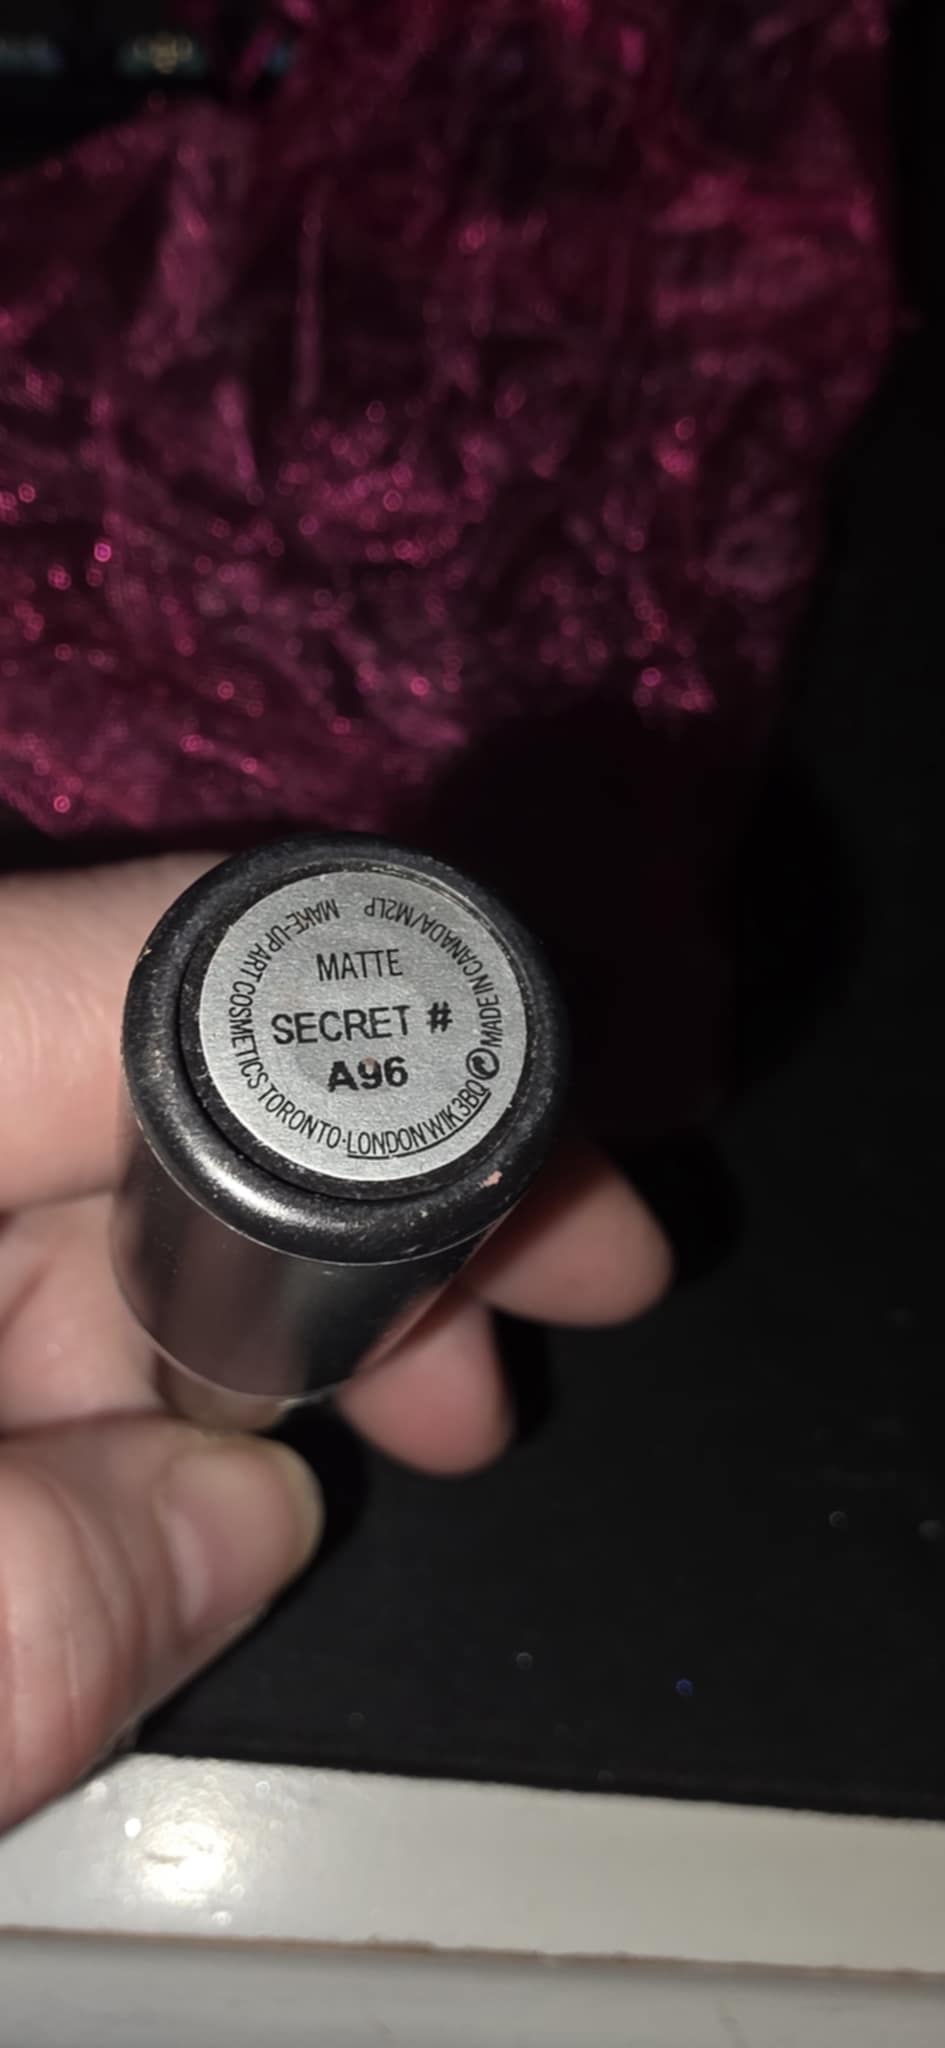 MATTE
SECRET #
A96
MAKE-UP ART COSMETICS TORONTO·LONDON W1K 3BQ MADE IN CANADA/M2LP